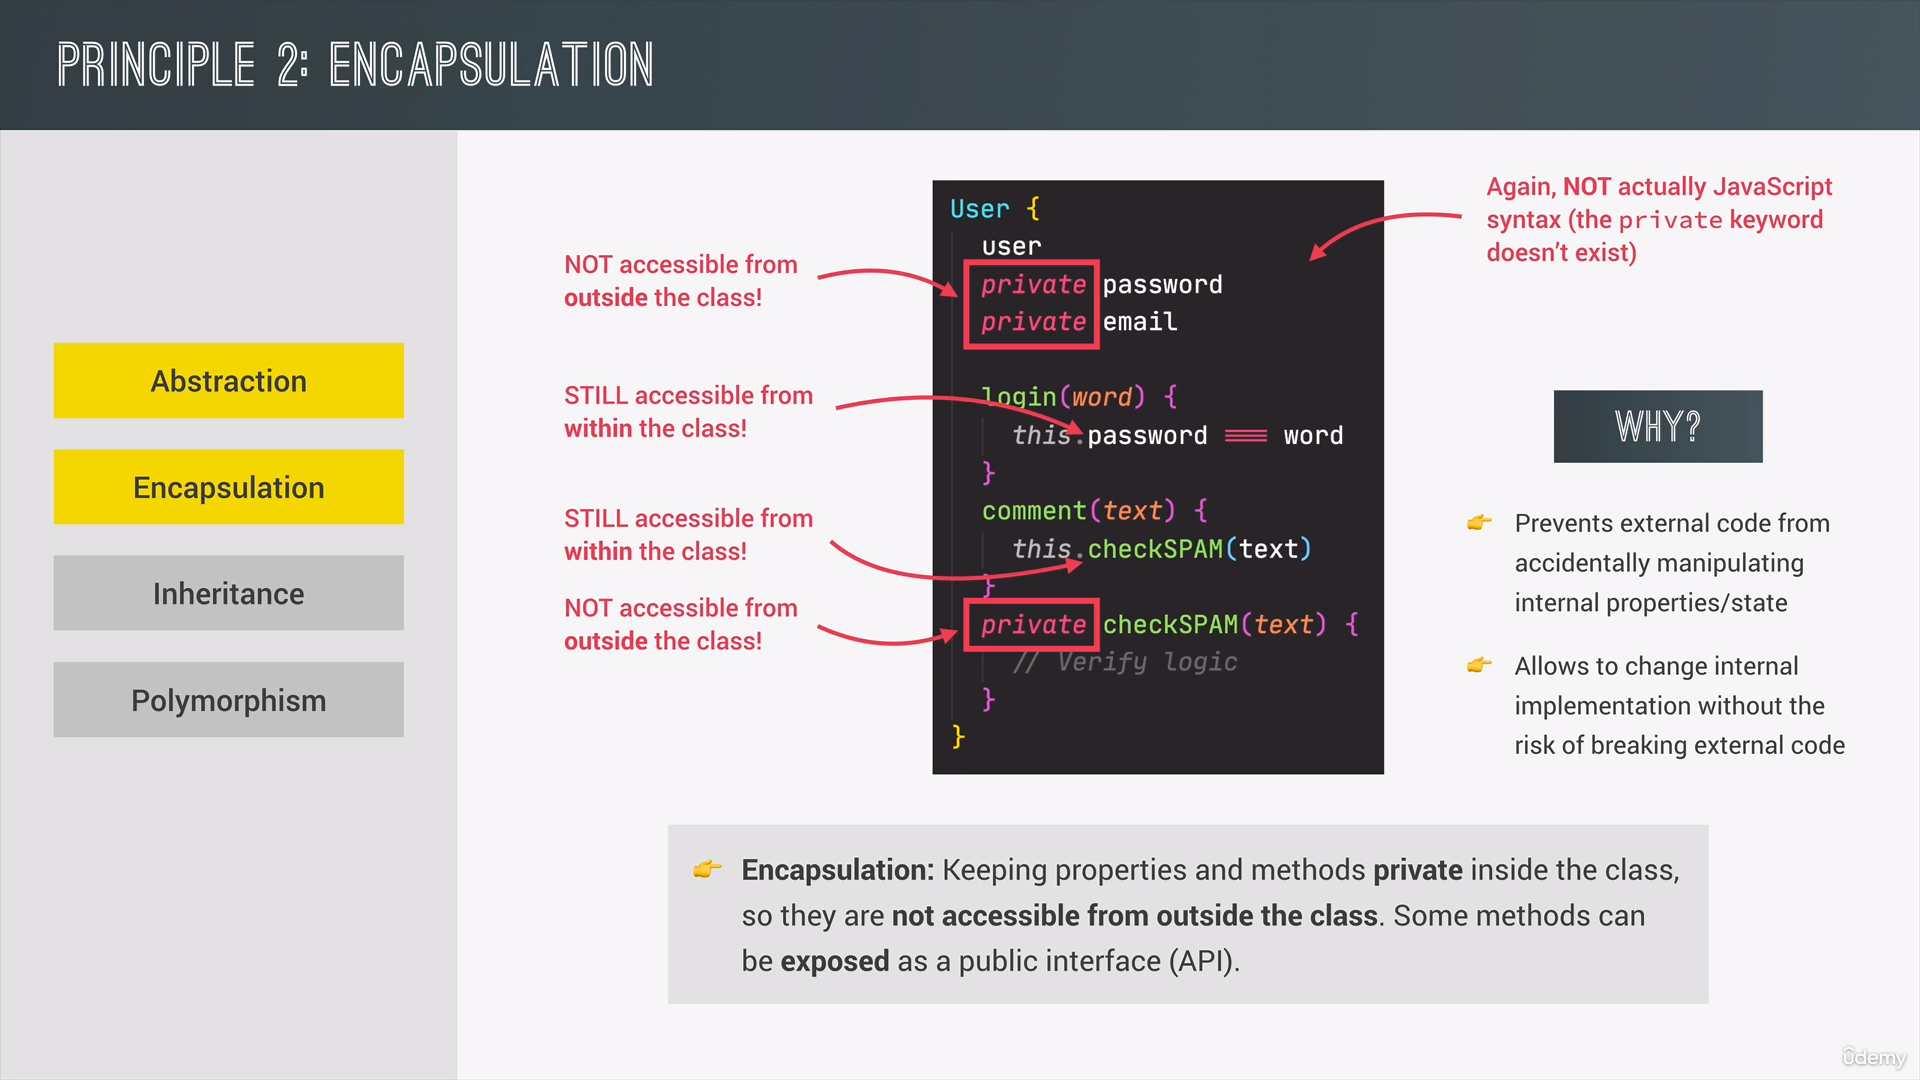 PRINCIPLE 2: ENCAPSULATION
Abstraction
Encapsulation
Inheritance
Polymorphism
NOT accessible from
outside the class!
STILL accessible from
within the class!
STILL accessible from
within the class!
NOT accessible from
outside the class!
User {
user
private password
private email
login(word) {
this.password === word
}
comment(text) {
this.checkSPAM(text)
}
private checkSPAM(text) {
// Verify logic
}
}
Again, NOT actually JavaScript
syntax (the private keyword
doesn't exist)
WHY?
👉 Prevents external code from
accidentally manipulating
internal properties/state
👉 Allows to change internal
implementation without the
risk of breaking external code
👉 Encapsulation: Keeping properties and methods private inside the class,
so they are not accessible from outside the class. Some methods can
be exposed as a public interface (API).
ûdemy